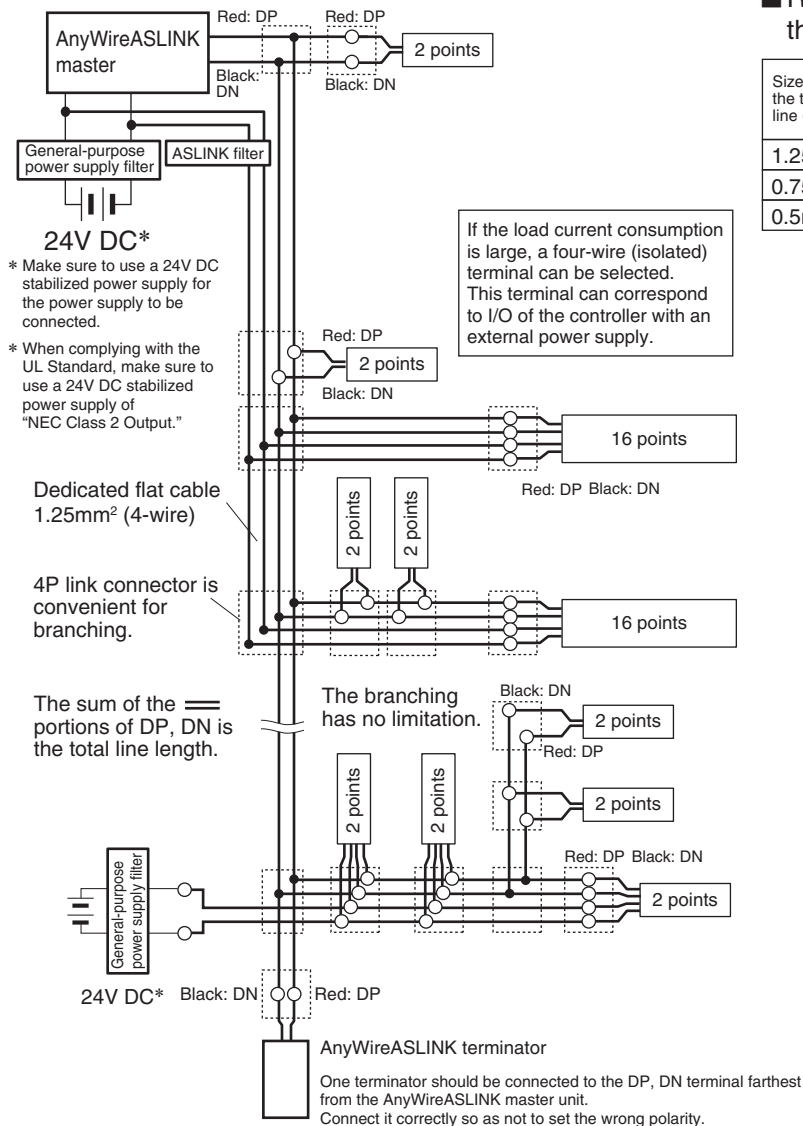 Red: DP
Red: DP
AnyWireASLINK
master
2 points
Black:
DN
Black: DN
General-purpose
power supply filter
ASLINK filter
24V DC*
* Make sure to use a 24V DC
stabilized power supply for
the power supply to be
connected.
* When complying with the
UL Standard, make sure to
use a 24V DC stabilized
power supply of
“NEC Class 2 Output.”
If the load current consumption
is large, a four-wire (isolated)
terminal can be selected.
This terminal can correspond
to I/O of the controller with an
external power supply.
Size
the t
line
1.25
0.75
0.5m
Red: DP
2 points
Black: DN
16 points
Red: DP Black: DN
Dedicated flat cable
1.25mm² (4-wire)
2 points
2 points
4P link connector is
convenient for
branching.
16 points
The sum of the
portions of DP, DN is
the total line length.
The branching
has no limitation.
Black: DN
2 points
Red: DP
2 points
2 points
2 points
Red: DP Black: DN
2 points
General-purpose
power supply filter
24V DC*
Black: DN
Red: DP
AnyWireASLINK terminator
One terminator should be connected to the DP, DN terminal farthest
from the AnyWireASLINK master unit.
Connect it correctly so as not to set the wrong polarity.